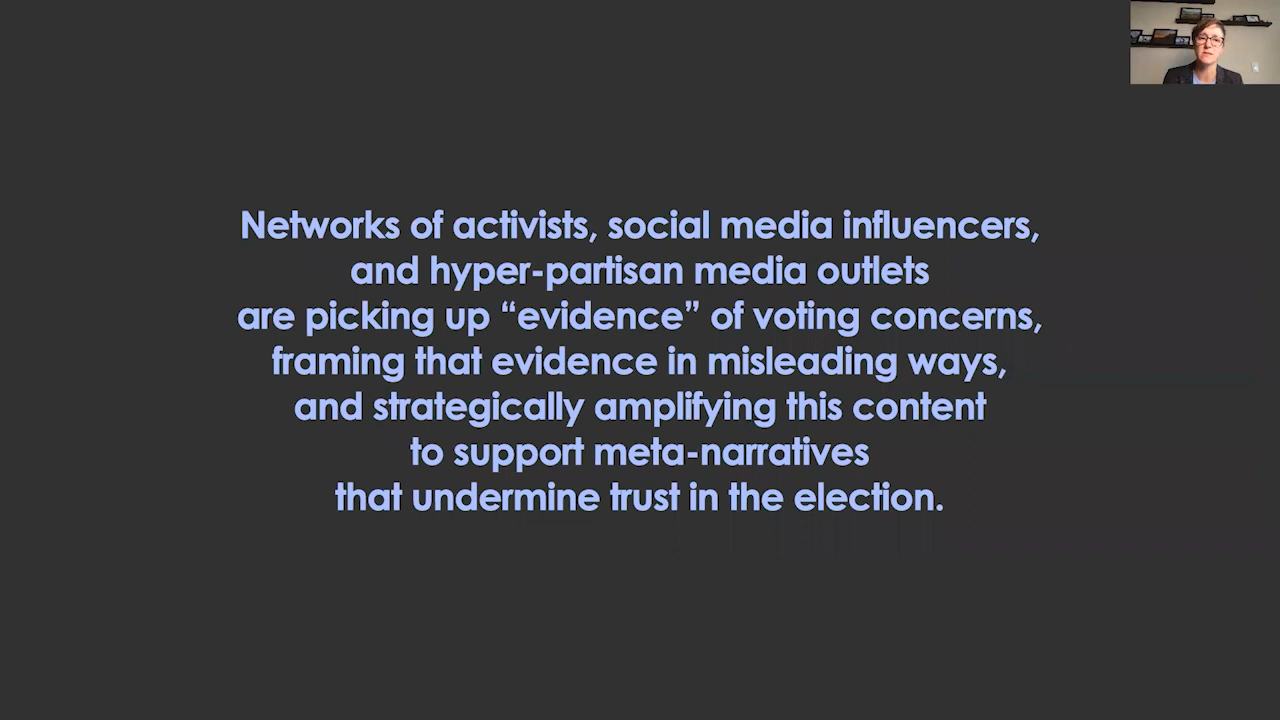 Networks of activists, social media influencers,
and hyper-partisan media outlets
are picking up “evidence” of voting concerns,
framing that evidence in misleading ways,
and strategically amplifying this content
to support meta-narratives
that undermine trust in the election.